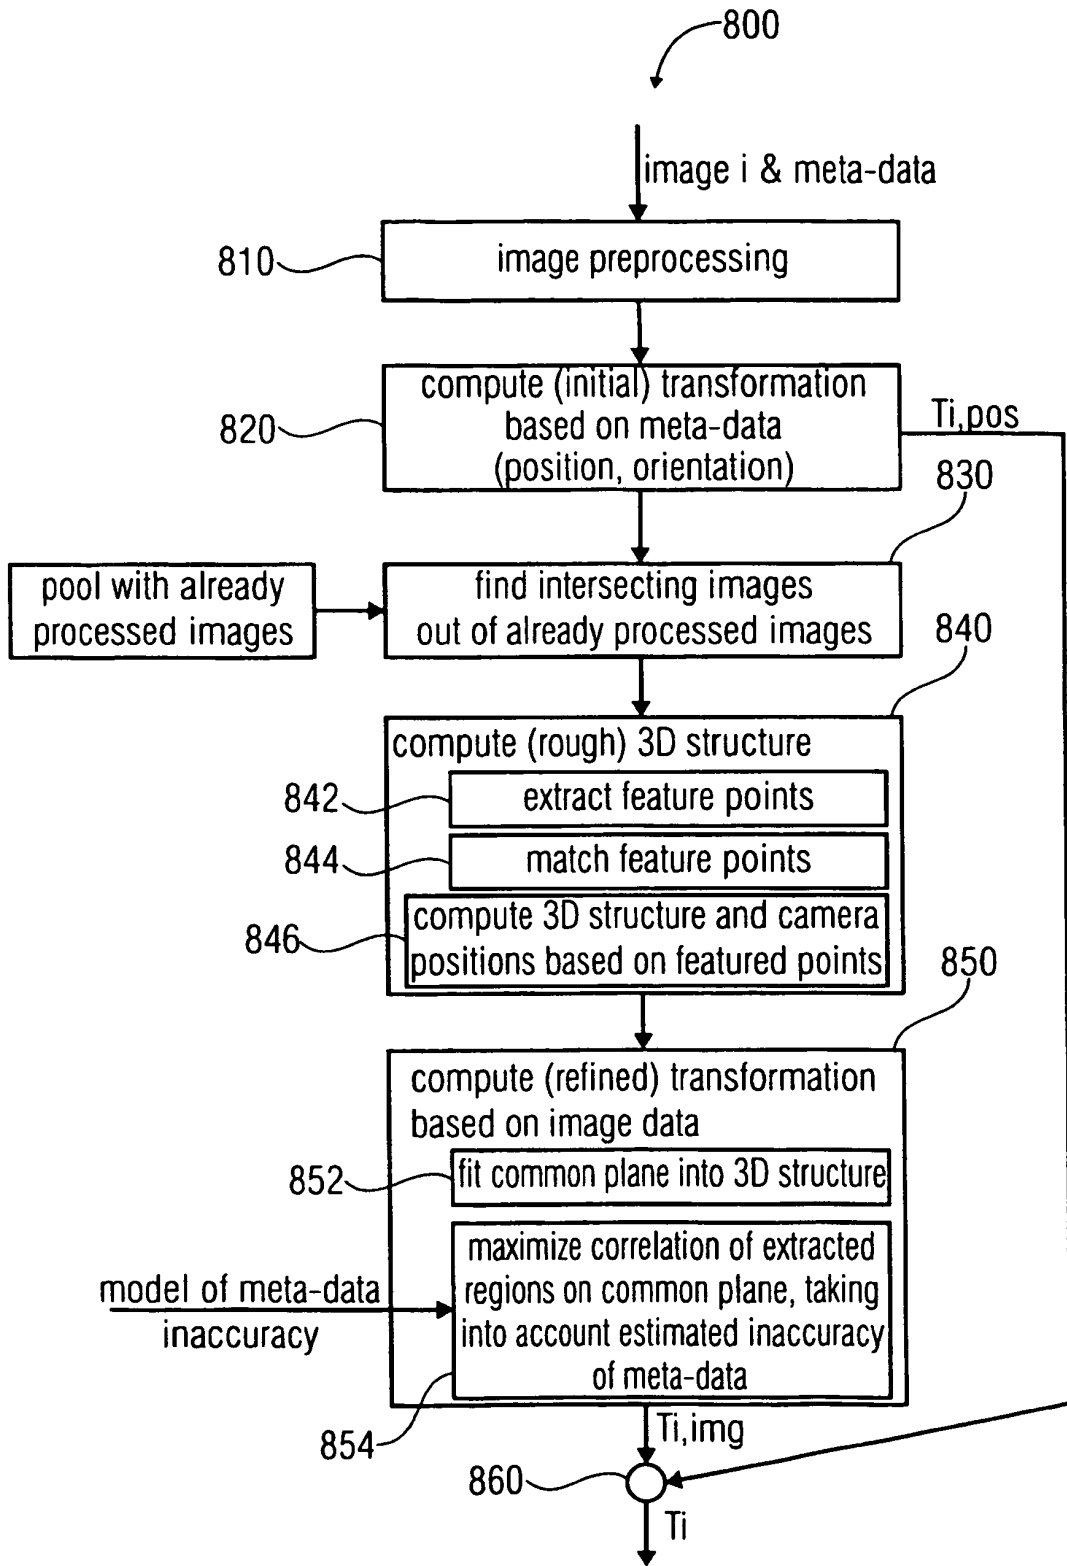 800
image i & meta-data
810
image preprocessing
compute (initial) transformation
based on meta-data
(position, orientation)
820
Ti,pos
830
pool with already
processed images
find intersecting images
out of already processed images
840
compute (rough) 3D structure
842
extract feature points
844
match feature points
846
compute 3D structure and camera
positions based on featured points
850
compute (refined) transformation
based on image data
852
fit common plane into 3D structure
model of meta-data
inaccuracy
maximize correlation of extracted
regions on common plane, taking
into account estimated inaccuracy
of meta-data
854
Ti,img
860
Ti